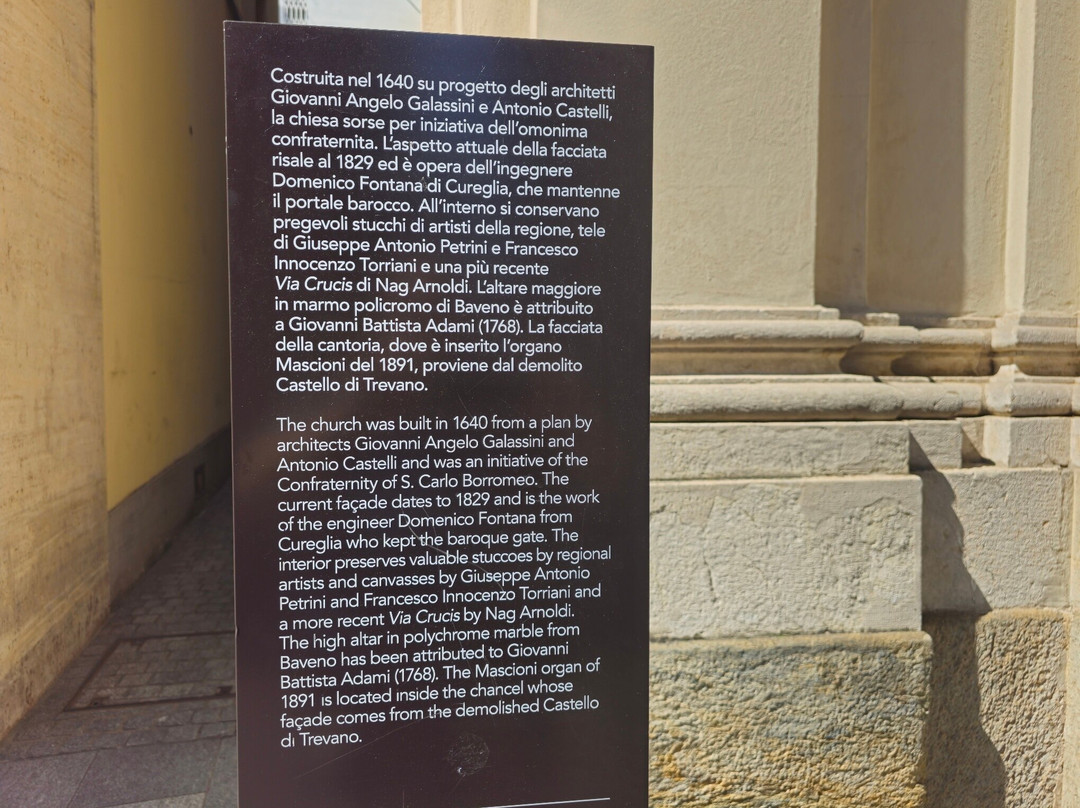 Costruita nel 1640 su progetto degli architetti
Giovanni Angelo Galassini e Antonio Castelli,
la chiesa sorse per iniziativa dell'omonima
confraternita. L'aspetto attuale della facciata
risale al 1829 ed è opera dell'ingegnere
Domenico Fontana di Cureglia, che mantenne
il portale barocco. All'interno si conservano
pregevoli stucchi di artisti della regione, tele
di Giuseppe Antonio Petrini e Francesco
Innocenzo Torriani e una più recente
Via Crucis di Nag Arnoldi. L'altare maggiore
in marmo policromo di Baveno è attribuito
a Giovanni Battista Adami (1768). La facciata
della cantoria, dove è inserito l'organo
Mascioni del 1891, proviene dal demolito
Castello di Trevano.
The church was built in 1640 from a plan by
architects Giovanni Angelo Galassini and
Antonio Castelli and was an initiative of the
Confraternity of S. Carlo Borromeo. The
current façade dates to 1829 and is the work
of the engineer Domenico Fontana from
Cureglia who kept the baroque gate. The
interior preserves valuable stuccoes by regional
artists and canvasses by Giuseppe Antonio
Petrini and Francesco Innocenzo Torriani and
a more recent Via Crucis by Nag Arnoldi.
The high altar in polychrome marble from
Baveno has been attributed to Giovanni
Battista Adami (1768). The Mascioni organ of
1891 is located inside the chancel whose
façade comes from the demolished Castello
di Trevano.